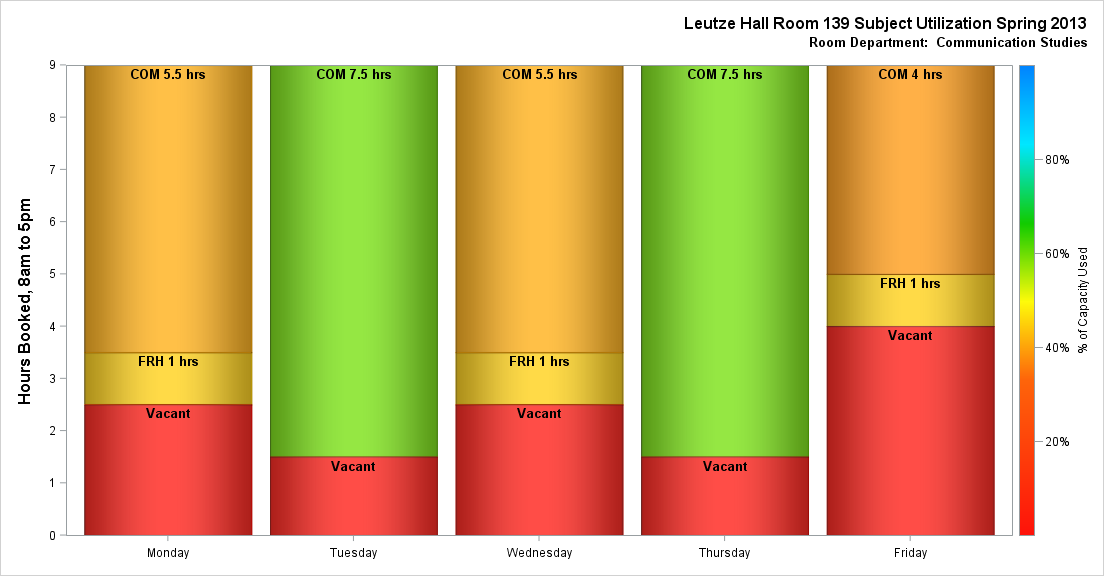 Leutze Hall Room 139 Subject Utilization Spring 2013
Room Department:  Communication Studies
Hours Booked, 8am to 5pm
9
8
7
6
5
4
3
2
1
0
COM 5.5 hrs
FRH 1 hrs
Vacant
COM 7.5 hrs
Vacant
COM 5.5 hrs
FRH 1 hrs
Vacant
COM 7.5 hrs
Vacant
COM 4 hrs
FRH 1 hrs
Vacant
Monday
Tuesday
Wednesday
Thursday
Friday
80%
60%
40%
20%
% of Capacity Used